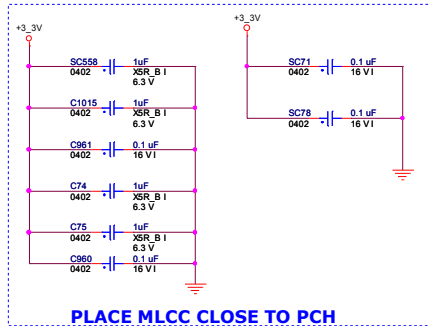 +3_3V
SC558 1uF
0402 X5R_B I
6.3 V
C1015 1uF
0402 X5R_B I
6.3 V
C961 0.1 uF
0402 16 V I
C74 1uF
0402 X5R_B I
6.3 V
C75 1uF
0402 X5R_B I
6.3 V
C960 0.1 uF
0402 16 V I
+3_3V
SC71 0.1 uF
0402 16 V I
SC78 0.1 uF
0402 16 V I
PLACE MLCC CLOSE TO PCH